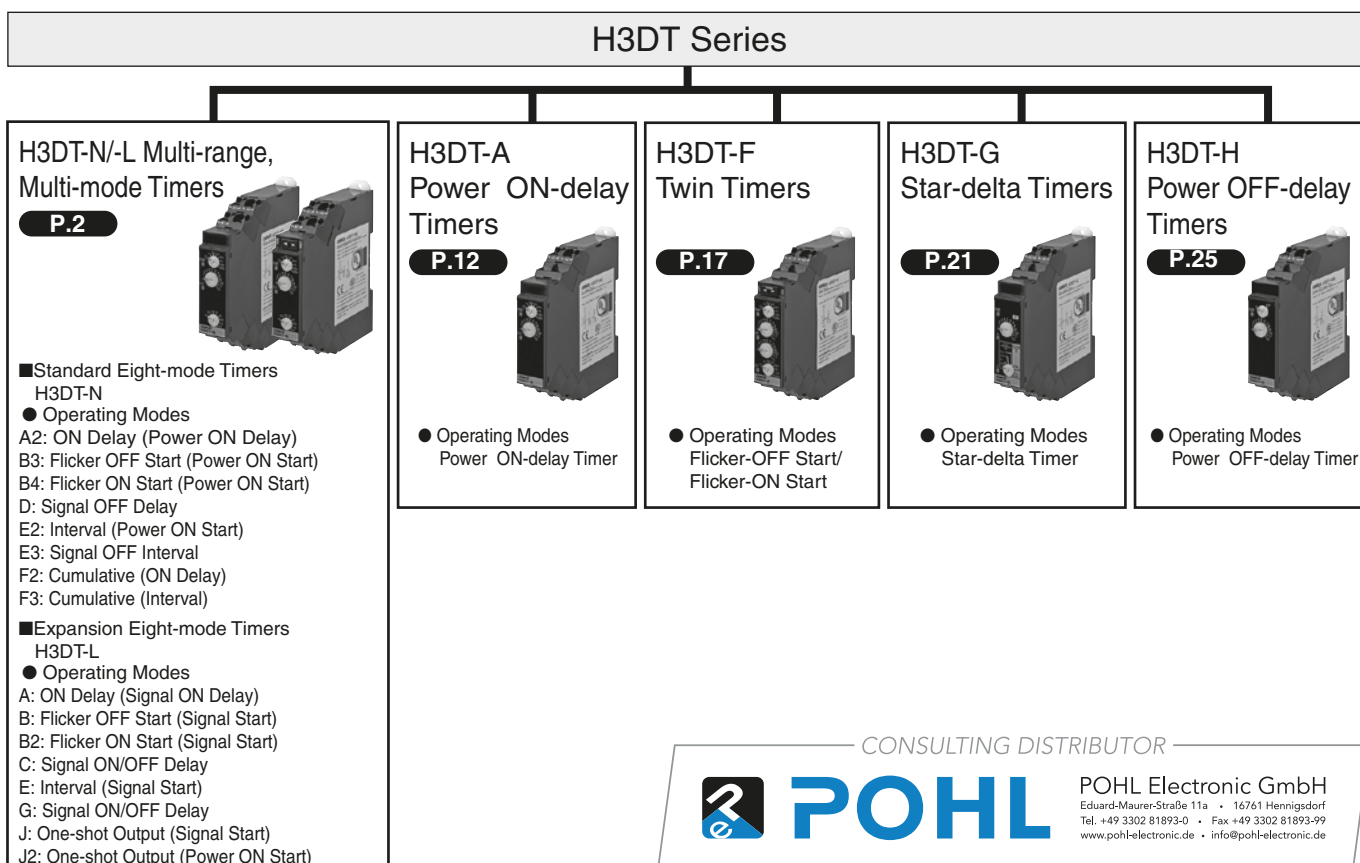 H3DT Series
H3DT-N/-L Multi-range,
Multi-mode Timers
P.2
■Standard Eight-mode Timers
H3DT-N
● Operating Modes
A2: ON Delay (Power ON Delay)
B3: Flicker OFF Start (Power ON Start)
B4: Flicker ON Start (Power ON Start)
D: Signal OFF Delay
E2: Interval (Power ON Start)
E3: Signal OFF Interval
F2: Cumulative (ON Delay)
F3: Cumulative (Interval)
■Expansion Eight-mode Timers
H3DT-L
● Operating Modes
A: ON Delay (Signal ON Delay)
B: Flicker OFF Start (Signal Start)
B2: Flicker ON Start (Signal Start)
C: Signal ON/OFF Delay
E: Interval (Signal Start)
G: Signal ON/OFF Delay
J: One-shot Output (Signal Start)
J2: One-shot Output (Power ON Start)
H3DT-A
Power ON-delay
Timers
P.12
● Operating Modes
Power ON-delay Timer
H3DT-F
Twin Timers
P.17
● Operating Modes
Flicker-OFF Start/
Flicker-ON Start
H3DT-G
Star-delta Timers
P.21
● Operating Modes
Star-delta Timer
H3DT-H
Power OFF-delay
Timers
P.25
● Operating Modes
Power OFF-delay Timer
CONSULTING DISTRIBUTOR
POHL
POHL Electronic GmbH
Eduard-Maurer-Straße 11a • 16761 Hennigsdorf
Tel. +49 3302 81893-0 • Fax +49 3302 81893-99
www.pohl-electronic.de • info@pohl-electronic.de